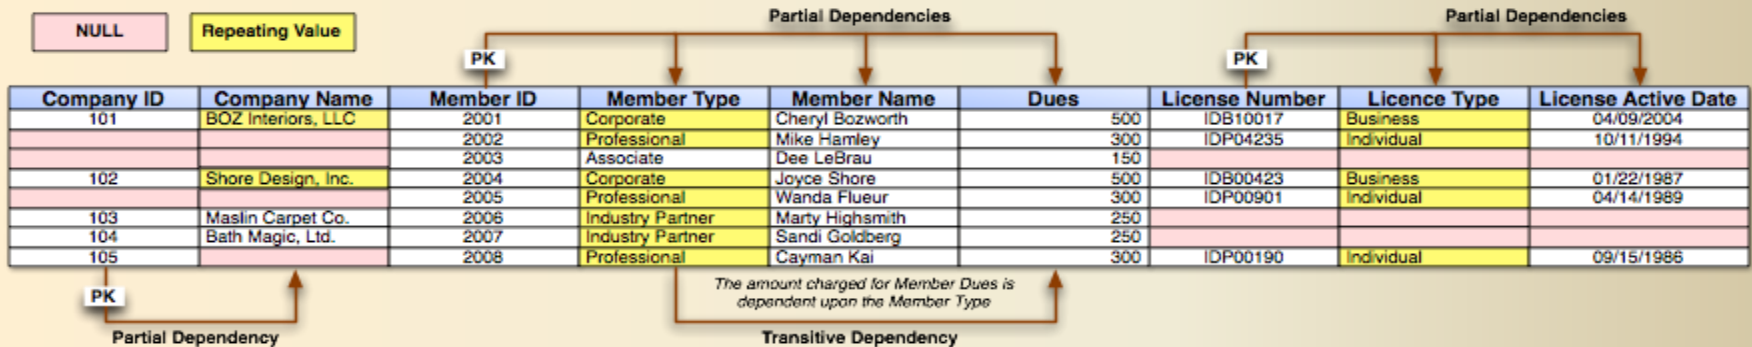 Partial Dependencies Partial Dependencies
NULL Repeating Value
PK PK
Company ID Company Name Member ID Member Type Member Name Dues License Number Licence Type License Active Date
101 BOZ Interiors, LLC 2001 Corporate Cheryl Bozworth 500 IDB10017 Business 04/09/2004
2002 Professional Mike Hamley 300 IDP04235 Individual 10/11/1994
2003 Associate Dee LeBrau 150
102 Shore Design, Inc. 2004 Corporate Joyce Shore 500 IDB00423 Business 01/22/1987
2005 Professional Wanda Flueur 300 IDP00901 Individual 04/14/1989
103 Maslin Carpet Co. 2006 Industry Partner Marty Highsmith 250
104 Bath Magic, Ltd. 2007 Industry Partner Sandi Goldberg 250
105 2008 Professional Cayman Kai 300 IDP00190 Individual 09/15/1986
PK
The amount charged for Member Dues is
dependent upon the Member Type
Partial Dependency Transitive Dependency